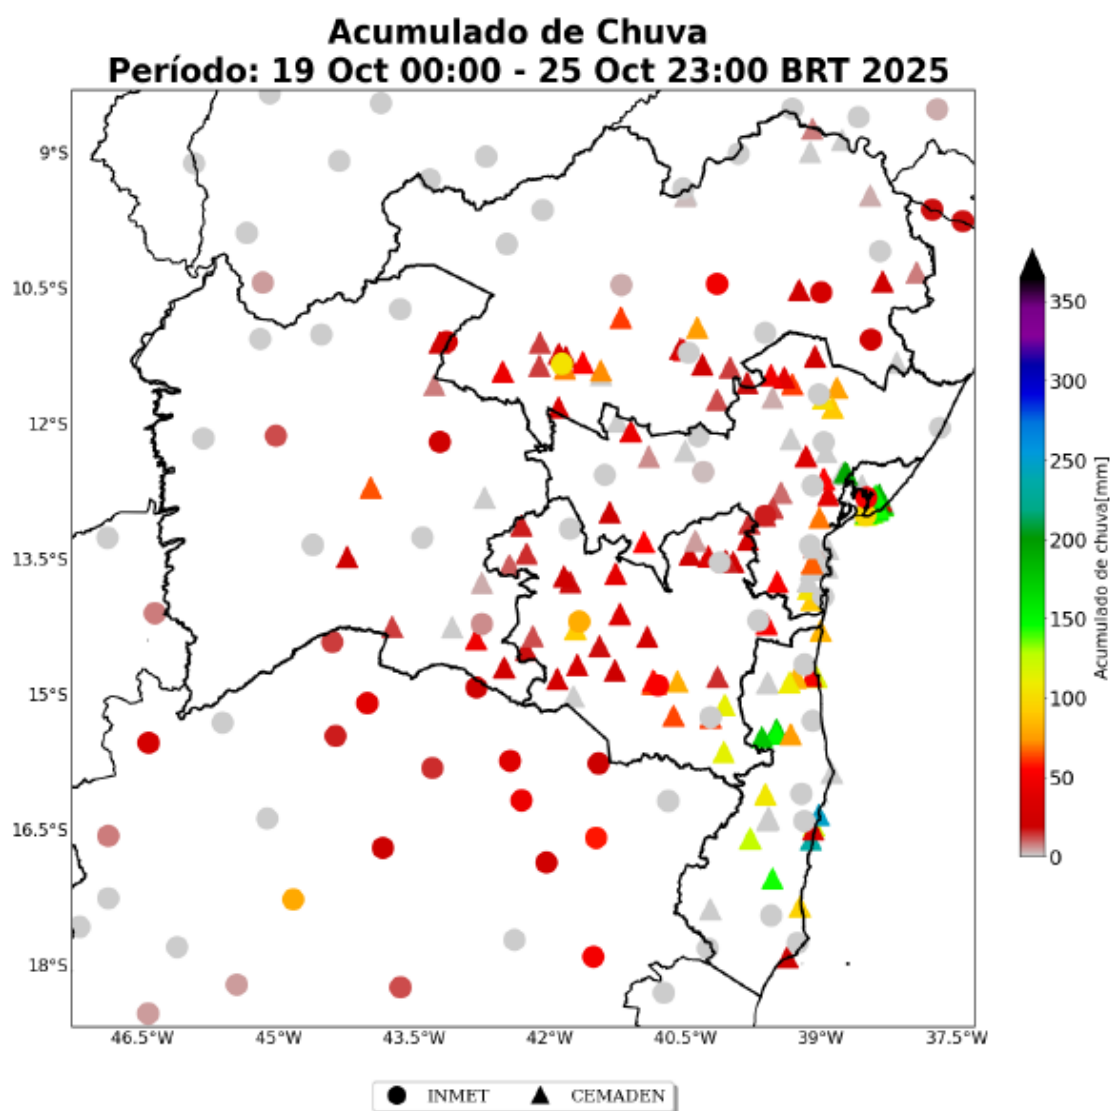 Acumulado de Chuva
Período: 19 Oct 00:00 - 25 Oct 23:00 BRT 2025
9°S
10.5°S
12°S
13.5°S
15°S
16.5°S
18°S
46.5°W 45°W 43.5°W 42°W 40.5°W 39°W 37.5°W
350
300
250
200
150
100
50
0
Acumulado de chuva[mm]
INMET CEMADEN